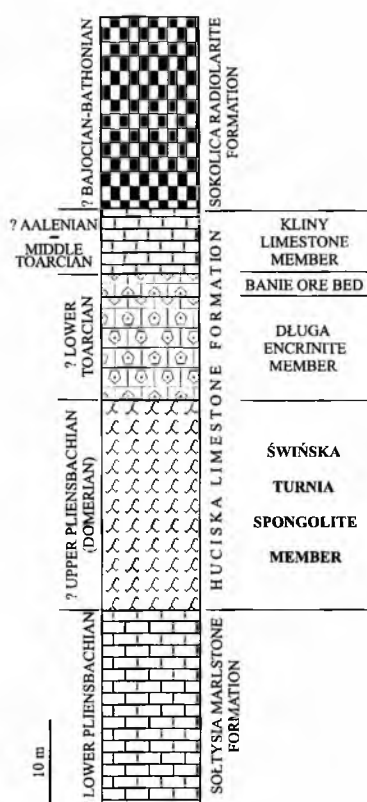 ? BAJOCIAN-BATHONIAN
SOKOLICA RADIOLARITE
FORMATION
? AALENIAN
–
MIDDLE
TOARCIAN
KLINY
LIMESTONE
MEMBER
BANIE ORE BED
? LOWER
TOARCIAN
DŁUGA
ENCRINITE
MEMBER
HUCISKA LIMESTONE FORMATION
? UPPER PLIENSBACHIAN
(DOMERIAN)
ŚWIŃSKA
TURNIA
SPONGOLITE
MEMBER
LOWER PLIENSBACHIAN
SOŁTYSIA MARLSTONE
FORMATION
10 m